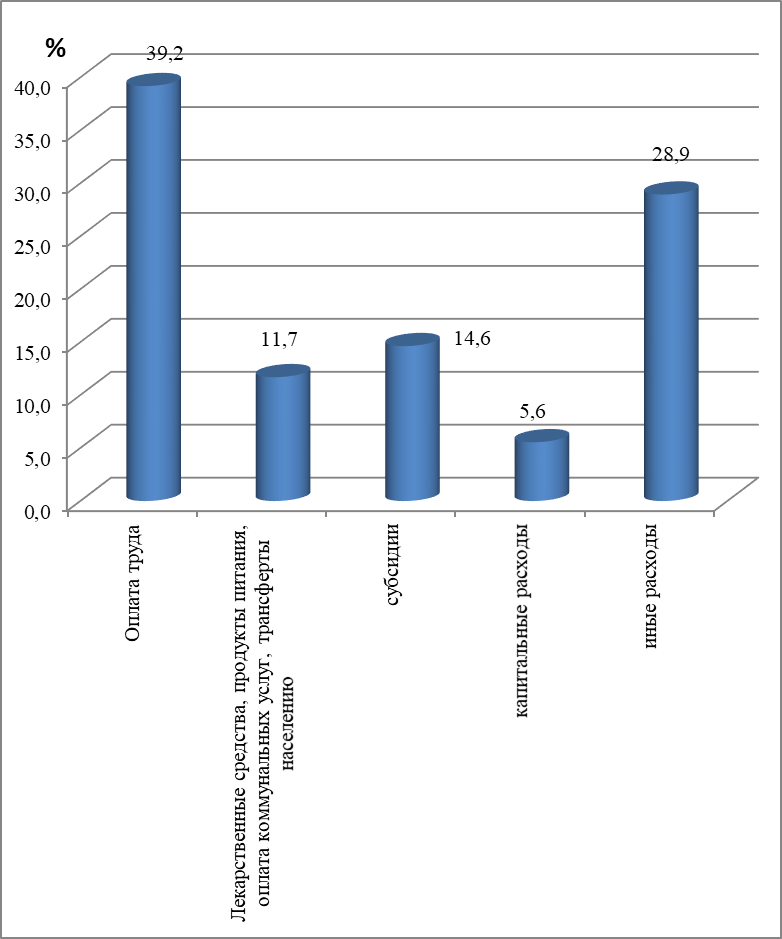 %
39,2
11,7
14,6
5,6
28,9
40,0
35,0
30,0
25,0
20,0
15,0
10,0
5,0
0,0
Оплата труда
Лекарственные средства, продукты питания,
оплата коммунальных услуг, трансферты
населению
субсидии
капитальные расходы
иные расходы